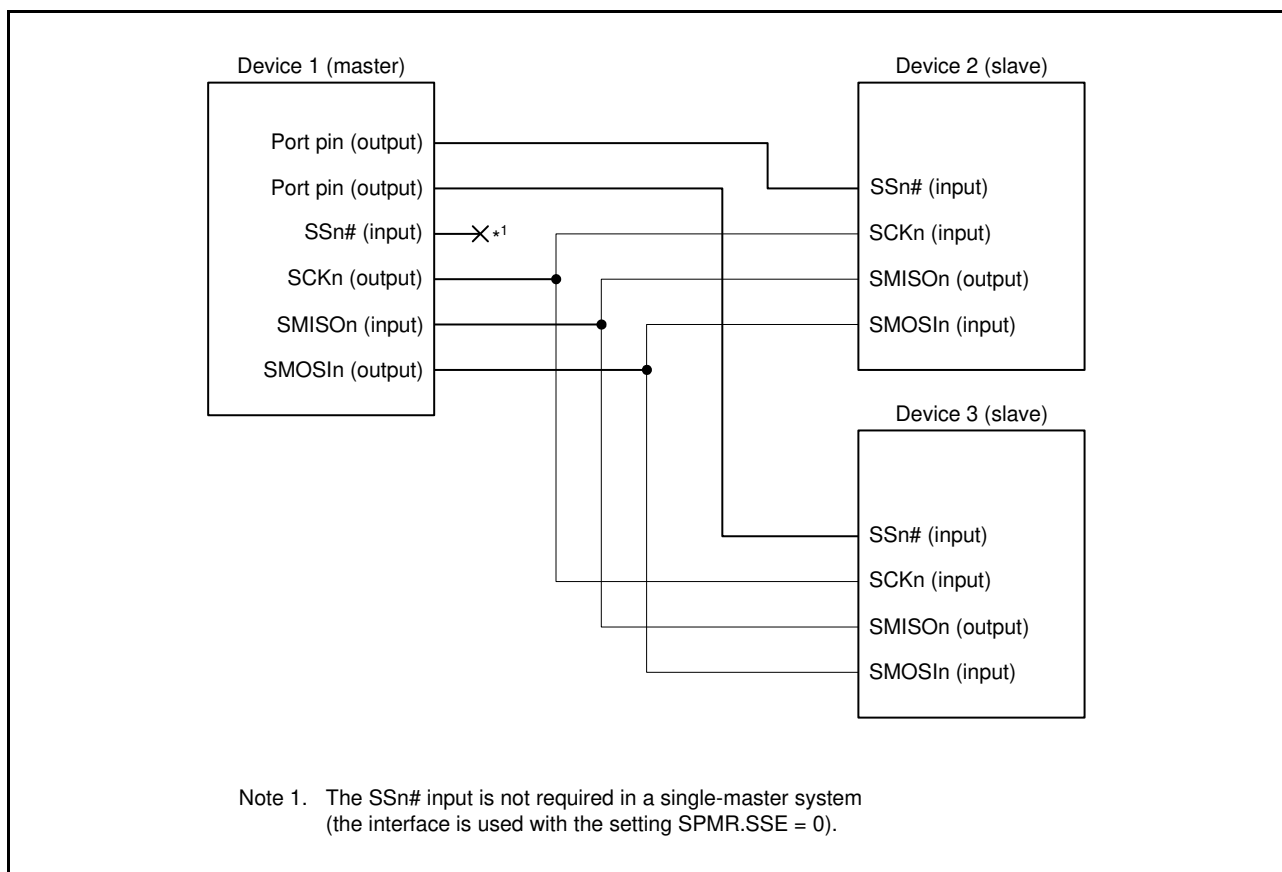 Device 1 (master)
Port pin (output)
Port pin (output)
SSn# (input)
*1
SCKn (output)
SMISOn (input)
SMOSIn (output)
Device 2 (slave)
SSn# (input)
SCKn (input)
SMISOn (output)
SMOSIn (input)
Device 3 (slave)
SSn# (input)
SCKn (input)
SMISOn (output)
SMOSIn (input)
Note 1. The SSn# input is not required in a single-master system
(the interface is used with the setting SPMR.SSE = 0).